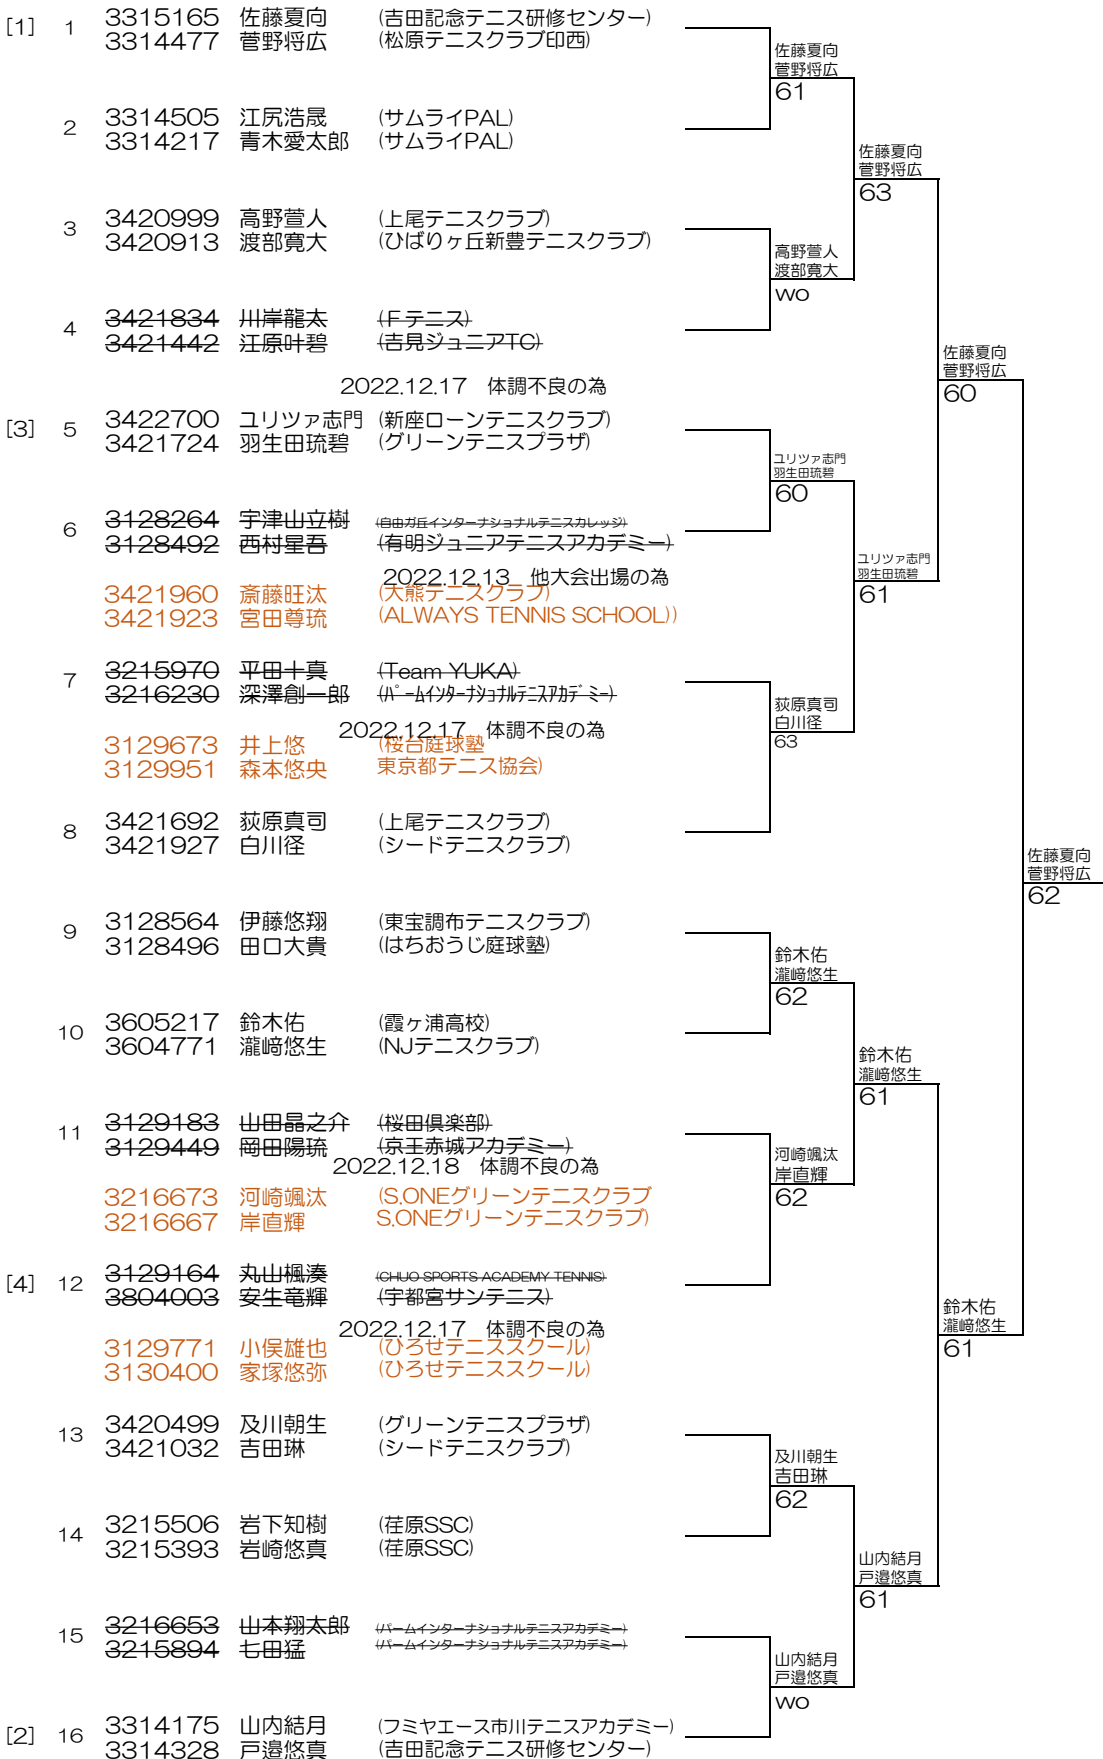 [1] 1 3315165 佐藤夏向 (吉田記念テニス研修センター)
3314477 菅野将広 (松原テニスクラブ印西)
佐藤夏向
菅野将広
61
2 3314505 江尻浩晟 (サムライPAL)
3314217 青木愛太郎 (サムライPAL)
佐藤夏向
菅野将広
63
3 3420999 高野萱人 (上尾テニスクラブ)
3420913 渡部寛大 (ひばりヶ丘新豊テニスクラブ)
高野萱人
渡部寛大
wo
4 3421834 川岸龍太 (Fテニス)
3421442 江原叶碧 (吉見ジュニアTC)
佐藤夏向
菅野将広
60
2022.12.17 体調不良の為
[3] 5 3422700 ユリツァ志門 (新座ローンテニスクラブ)
3421724 羽生田琉碧 (グリーンテニスプラザ)
ユリツァ志門
羽生田琉碧
60
6 3128264 宇津山立樹 (自由ガ丘インターナショナルテニスカレッジ)
3128492 西村星吾 (有明ジュニアテニスアカデミー)
ユリツァ志門
羽生田琉碧
61
2022.12.13 他大会出場の為
3421960 斎藤旺汰 (大熊テニスクラブ)
3421923 宮田尊琉 (ALWAYS TENNIS SCHOOL))
7 3215970 平田十真 (Team YUKA)
3216230 深澤創一郎 (ﾊﾟｰﾑｲﾝﾀｰﾅｼｮﾅﾙﾃﾆｽｱｶﾃﾞﾐｰ)
荻原真司
白川径
63
2022.12.17 体調不良の為
3129673 井上悠 (桜台庭球塾
3129951 森本悠央 東京都テニス協会)
8 3421692 荻原真司 (上尾テニスクラブ)
3421927 白川径 (シードテニスクラブ)
佐藤夏向
菅野将広
62
9 3128564 伊藤悠翔 (東宝調布テニスクラブ)
3128496 田口大貴 (はちおうじ庭球塾)
鈴木佑
瀧﨑悠生
62
10 3605217 鈴木佑 (霞ヶ浦高校)
3604771 瀧﨑悠生 (NJテニスクラブ)
鈴木佑
瀧﨑悠生
61
11 3129183 山田晶之介 (桜田倶楽部)
3129449 岡田陽琉 (京王赤城アカデミー)
2022.12.18 体調不良の為
河崎颯汰
岸直輝
62
3216673 河崎颯汰 (S.ONEグリーンテニスクラブ
3216667 岸直輝 S.ONEグリーンテニスクラブ)
[4] 12 3129164 丸山楓湊 (CHUO SPORTS ACADEMY TENNIS)
3804003 安生竜輝 (宇都宮サンテニス)
鈴木佑
瀧﨑悠生
61
2022.12.17 体調不良の為
3129771 小俣雄也 (ひろせテニススクール)
3130400 家塚悠弥 (ひろせテニススクール)
13 3420499 及川朝生 (グリーンテニスプラザ)
3421032 吉田琳 (シードテニスクラブ)
及川朝生
吉田琳
62
14 3215506 岩下知樹 (荏原SSC)
3215393 岩崎悠真 (荏原SSC)
山内結月
戸邉悠真
61
15 3216653 山本翔太郎 (パームインターナショナルテニスアカデミー)
3215894 七田猛 (パームインターナショナルテニスアカデミー)
山内結月
戸邉悠真
wo
[2] 16 3314175 山内結月 (フミヤエース市川テニスアカデミー)
3314328 戸邉悠真 (吉田記念テニス研修センター)